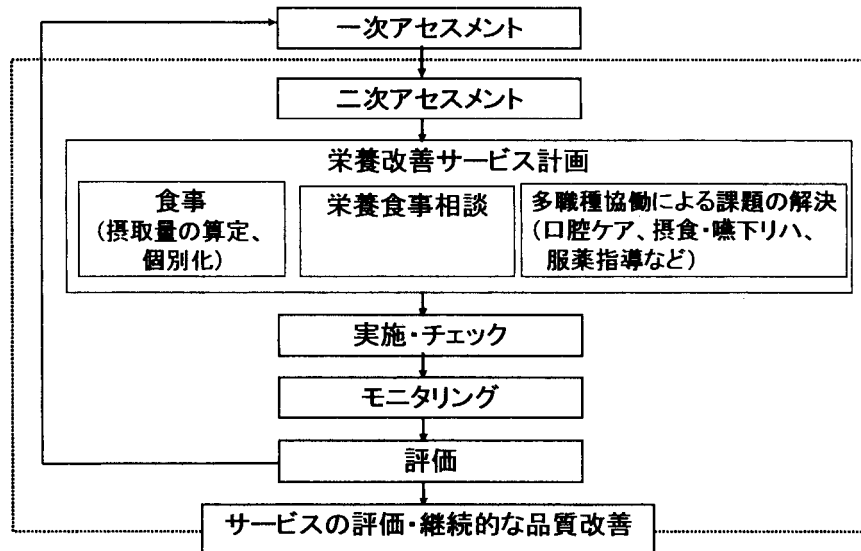 一次アセスメント
二次アセスメント
栄養改善サービス計画
食事
(摂取量の算定、
個別化)
栄養食事相談
多職種協働による課題の解決
(口腔ケア、摂食・嚥下リハ、
服薬指導など)
実施・チェック
モニタリング
評価
サービスの評価・継続的な品質改善